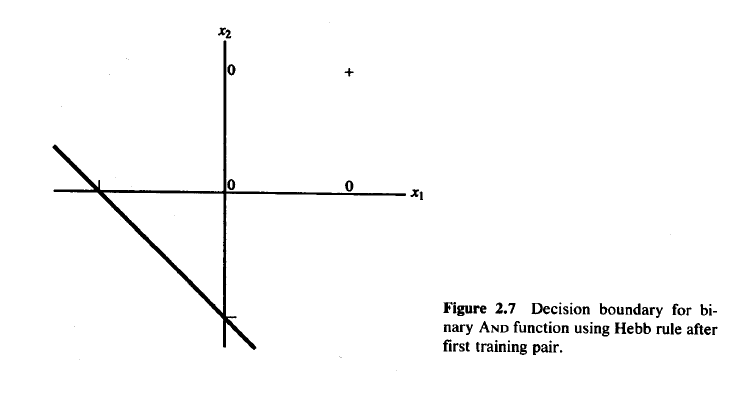 x₂
0 +
0 0 x₁
Figure 2.7 Decision boundary for bi-
nary AND function using Hebb rule after
first training pair.